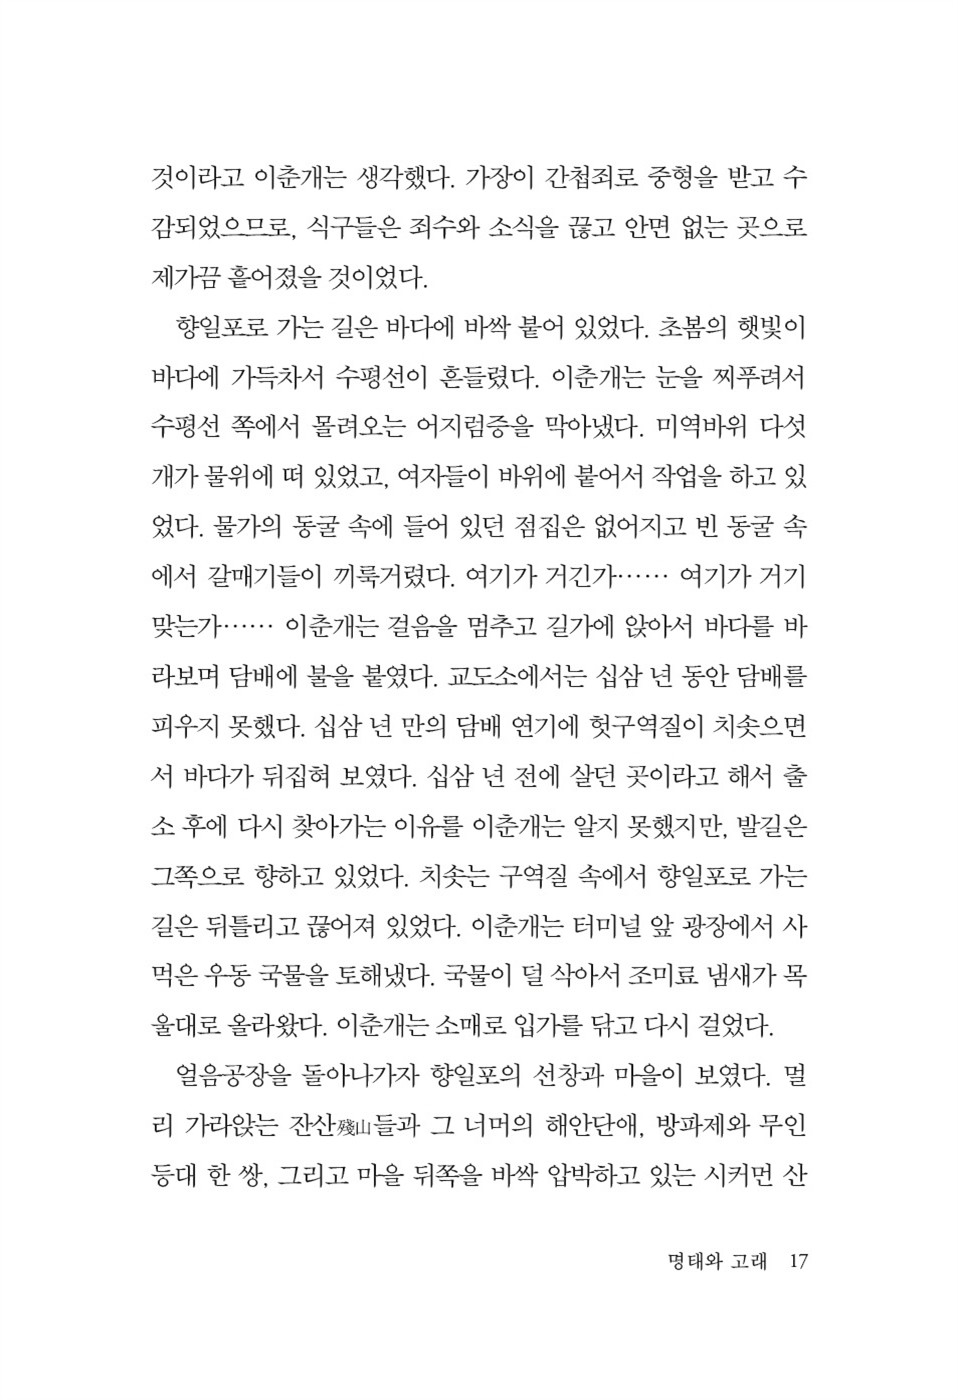 것이라고 이춘개는 생각했다. 가장이 간첩죄로 중형을 받고 수
감되었으므로, 식구들은 죄수와 소식을 끊고 안면 없는 곳으로
제가끔 흩어졌을 것이었다.
향일포로 가는 길은 바다에 바싹 붙어 있었다. 초봄의 햇빛이
바다에 가득차서 수평선이 흔들렸다. 이춘개는 눈을 찌푸려서
수평선 쪽에서 몰려오는 어지럼증을 막아냈다. 미역바위 다섯
개가 물위에 떠 있었고, 여자들이 바위에 붙어서 작업을 하고 있
었다. 물가의 동굴 속에 들어 있던 점집은 없어지고 빈 동굴 속
에서 갈매기들이 끼룩거렸다. 여기가 거긴가…… 여기가 거기
맞는가…… 이춘개는 걸음을 멈추고 길가에 앉아서 바다를 바
라보며 담배에 불을 붙였다. 교도소에서는 십삼 년 동안 담배를
피우지 못했다. 십삼 년 만의 담배 연기에 헛구역질이 치솟으면
서 바다가 뒤집혀 보였다. 십삼 년 전에 살던 곳이라고 해서 출
소 후에 다시 찾아가는 이유를 이춘개는 알지 못했지만, 발길은
그쪽으로 향하고 있었다. 치솟는 구역질 속에서 향일포로 가는
길은 뒤틀리고 끊어져 있었다. 이춘개는 터미널 앞 광장에서 사
먹은 우동 국물을 토해냈다. 국물이 덜 삭아서 조미료 냄새가 목
울대로 올라왔다. 이춘개는 소매로 입가를 닦고 다시 걸었다.
얼음공장을 돌아나가자 향일포의 선창과 마을이 보였다. 멀
리 가라앉는 잔산殘山들과 그 너머의 해안단애, 방파제와 무인
등대 한 쌍, 그리고 마을 뒤쪽을 바싹 압박하고 있는 시커먼 산
명태와 고래 17